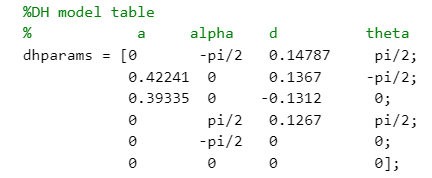 %DH model table
% a alpha d theta
dhparams = [0 -pi/2 0.14787 pi/2;
0.42241 0 0.1367 -pi/2;
0.39335 0 -0.1312 0;
0 pi/2 0.1267 pi/2;
0 -pi/2 0 0;
0 0 0 0];